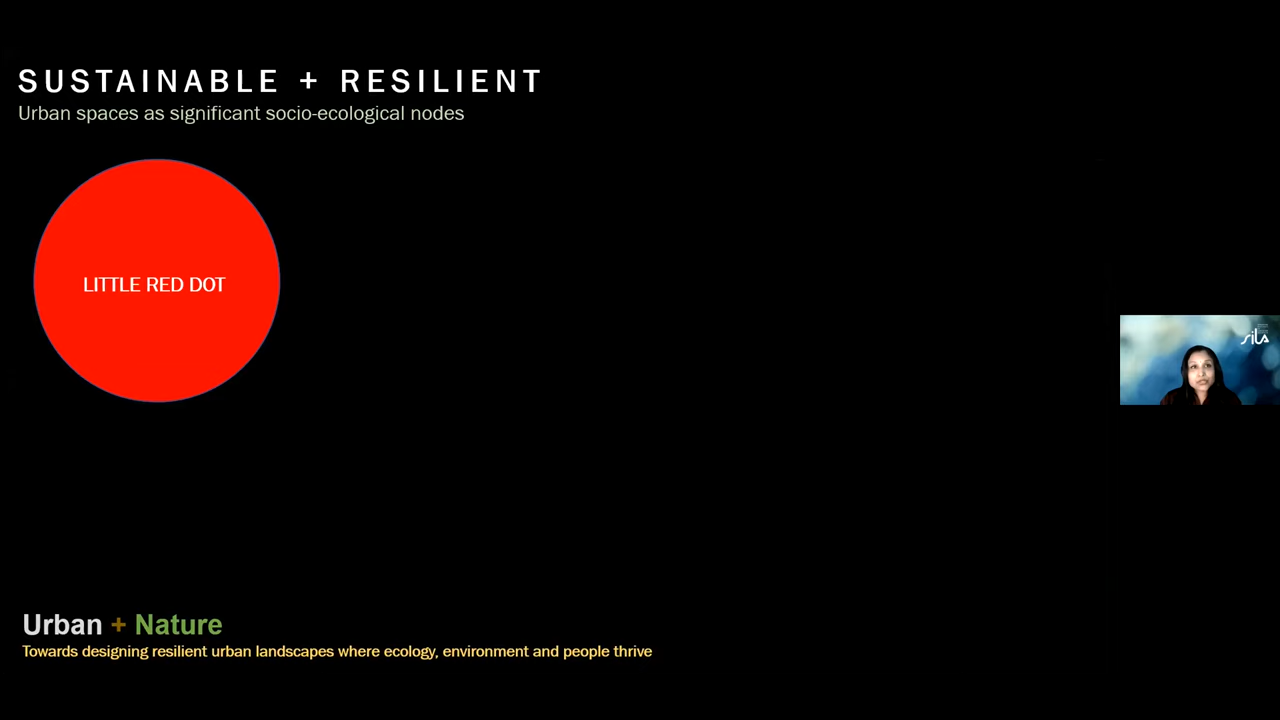 SUSTAINABLE + RESILIENT
Urban spaces as significant socio-ecological nodes
LITTLE RED DOT
sila
Urban + Nature
Towards designing resilient urban landscapes where ecology, environment and people thrive